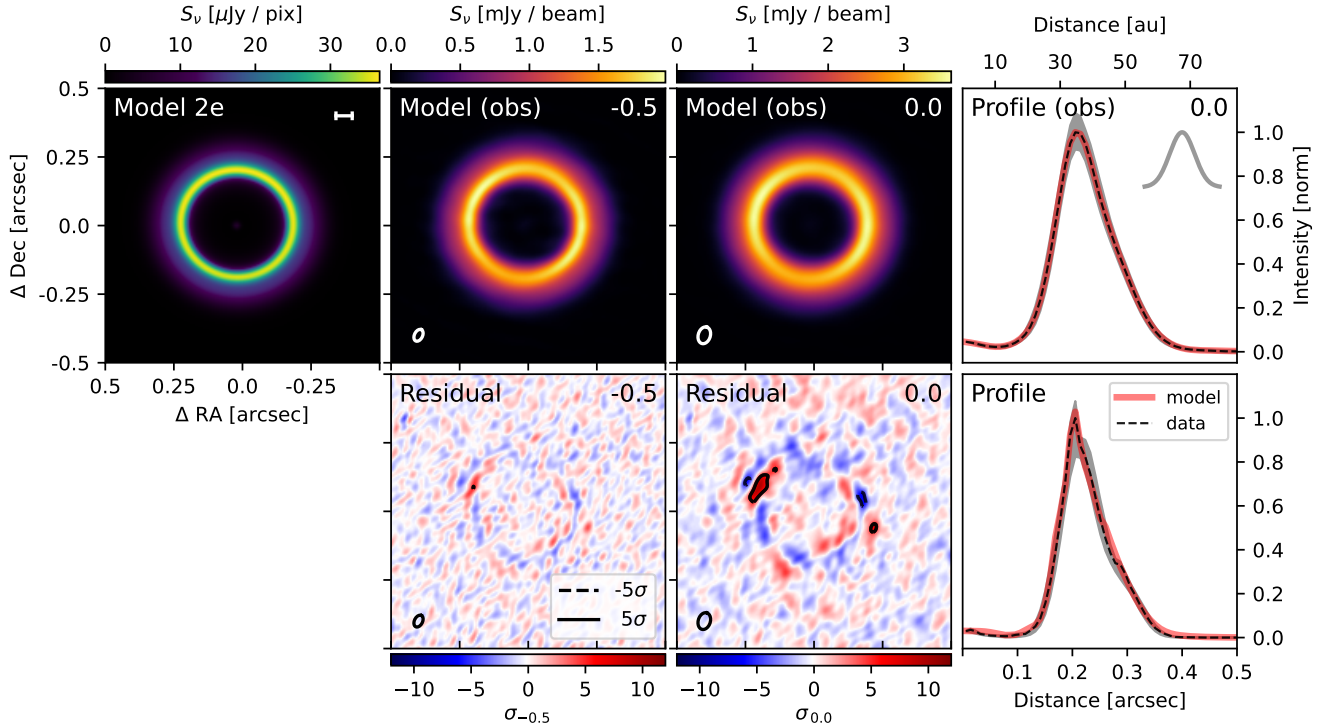 S_ν [μJy / pix]
0 10 20 30
S_ν [mJy / beam]
0.0 0.5 1.0 1.5
S_ν [mJy / beam]
0 1 2 3
Distance [au]
10 30 50 70
Model 2e
Model (obs) -0.5
Model (obs) 0.0
Profile (obs) 0.0
Δ Dec [arcsec]
0.5
0.25
0.0
-0.25
-0.5
0.5 0.25 0.0 -0.25
Δ RA [arcsec]
Intensity [norm]
1.0
0.8
0.6
0.4
0.2
0.0
Residual -0.5
-5σ
5σ
Residual 0.0
Profile
model
data
1.0
0.8
0.6
0.4
0.2
0.0
−10 −5 0 5 10
σ_−0.5
−10 −5 0 5 10
σ_0.0
0.1 0.2 0.3 0.4 0.5
Distance [arcsec]